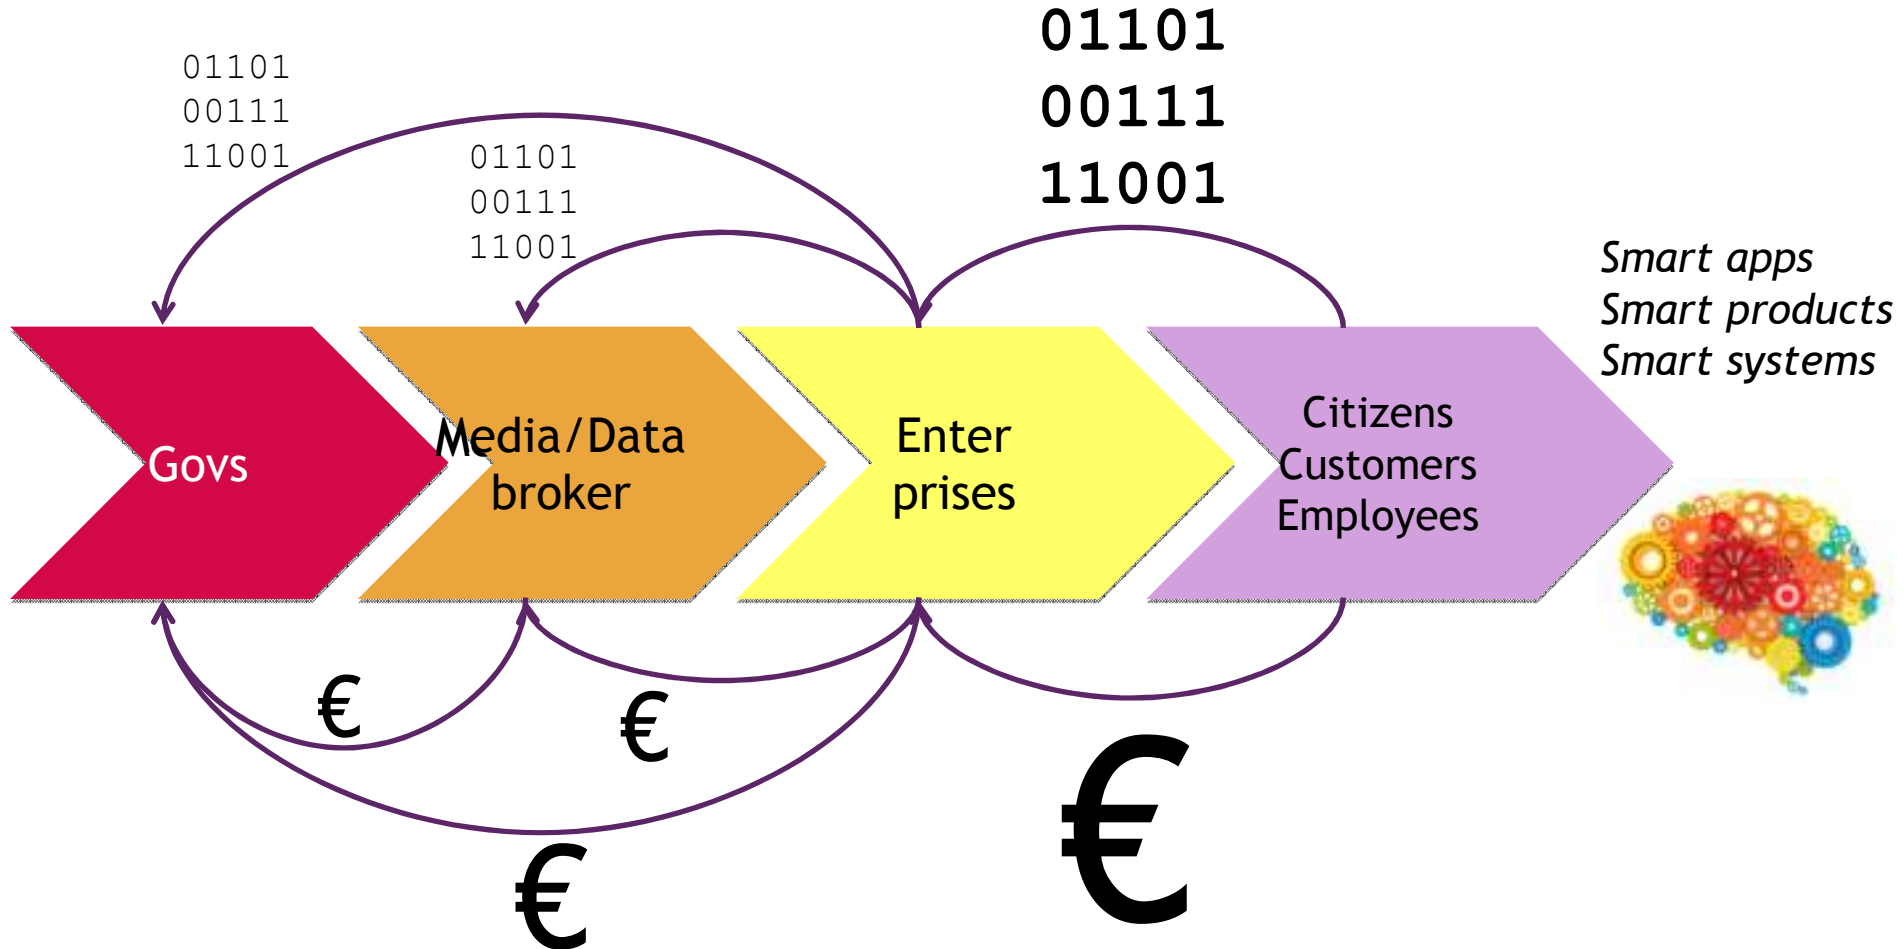 01101
00111
11001
01101
00111
11001
01101
00111
11001
Smart apps
Smart products
Smart systems
Govs
Media/Data
broker
Enter
prises
Citizens
Customers
Employees
€
€
€
€